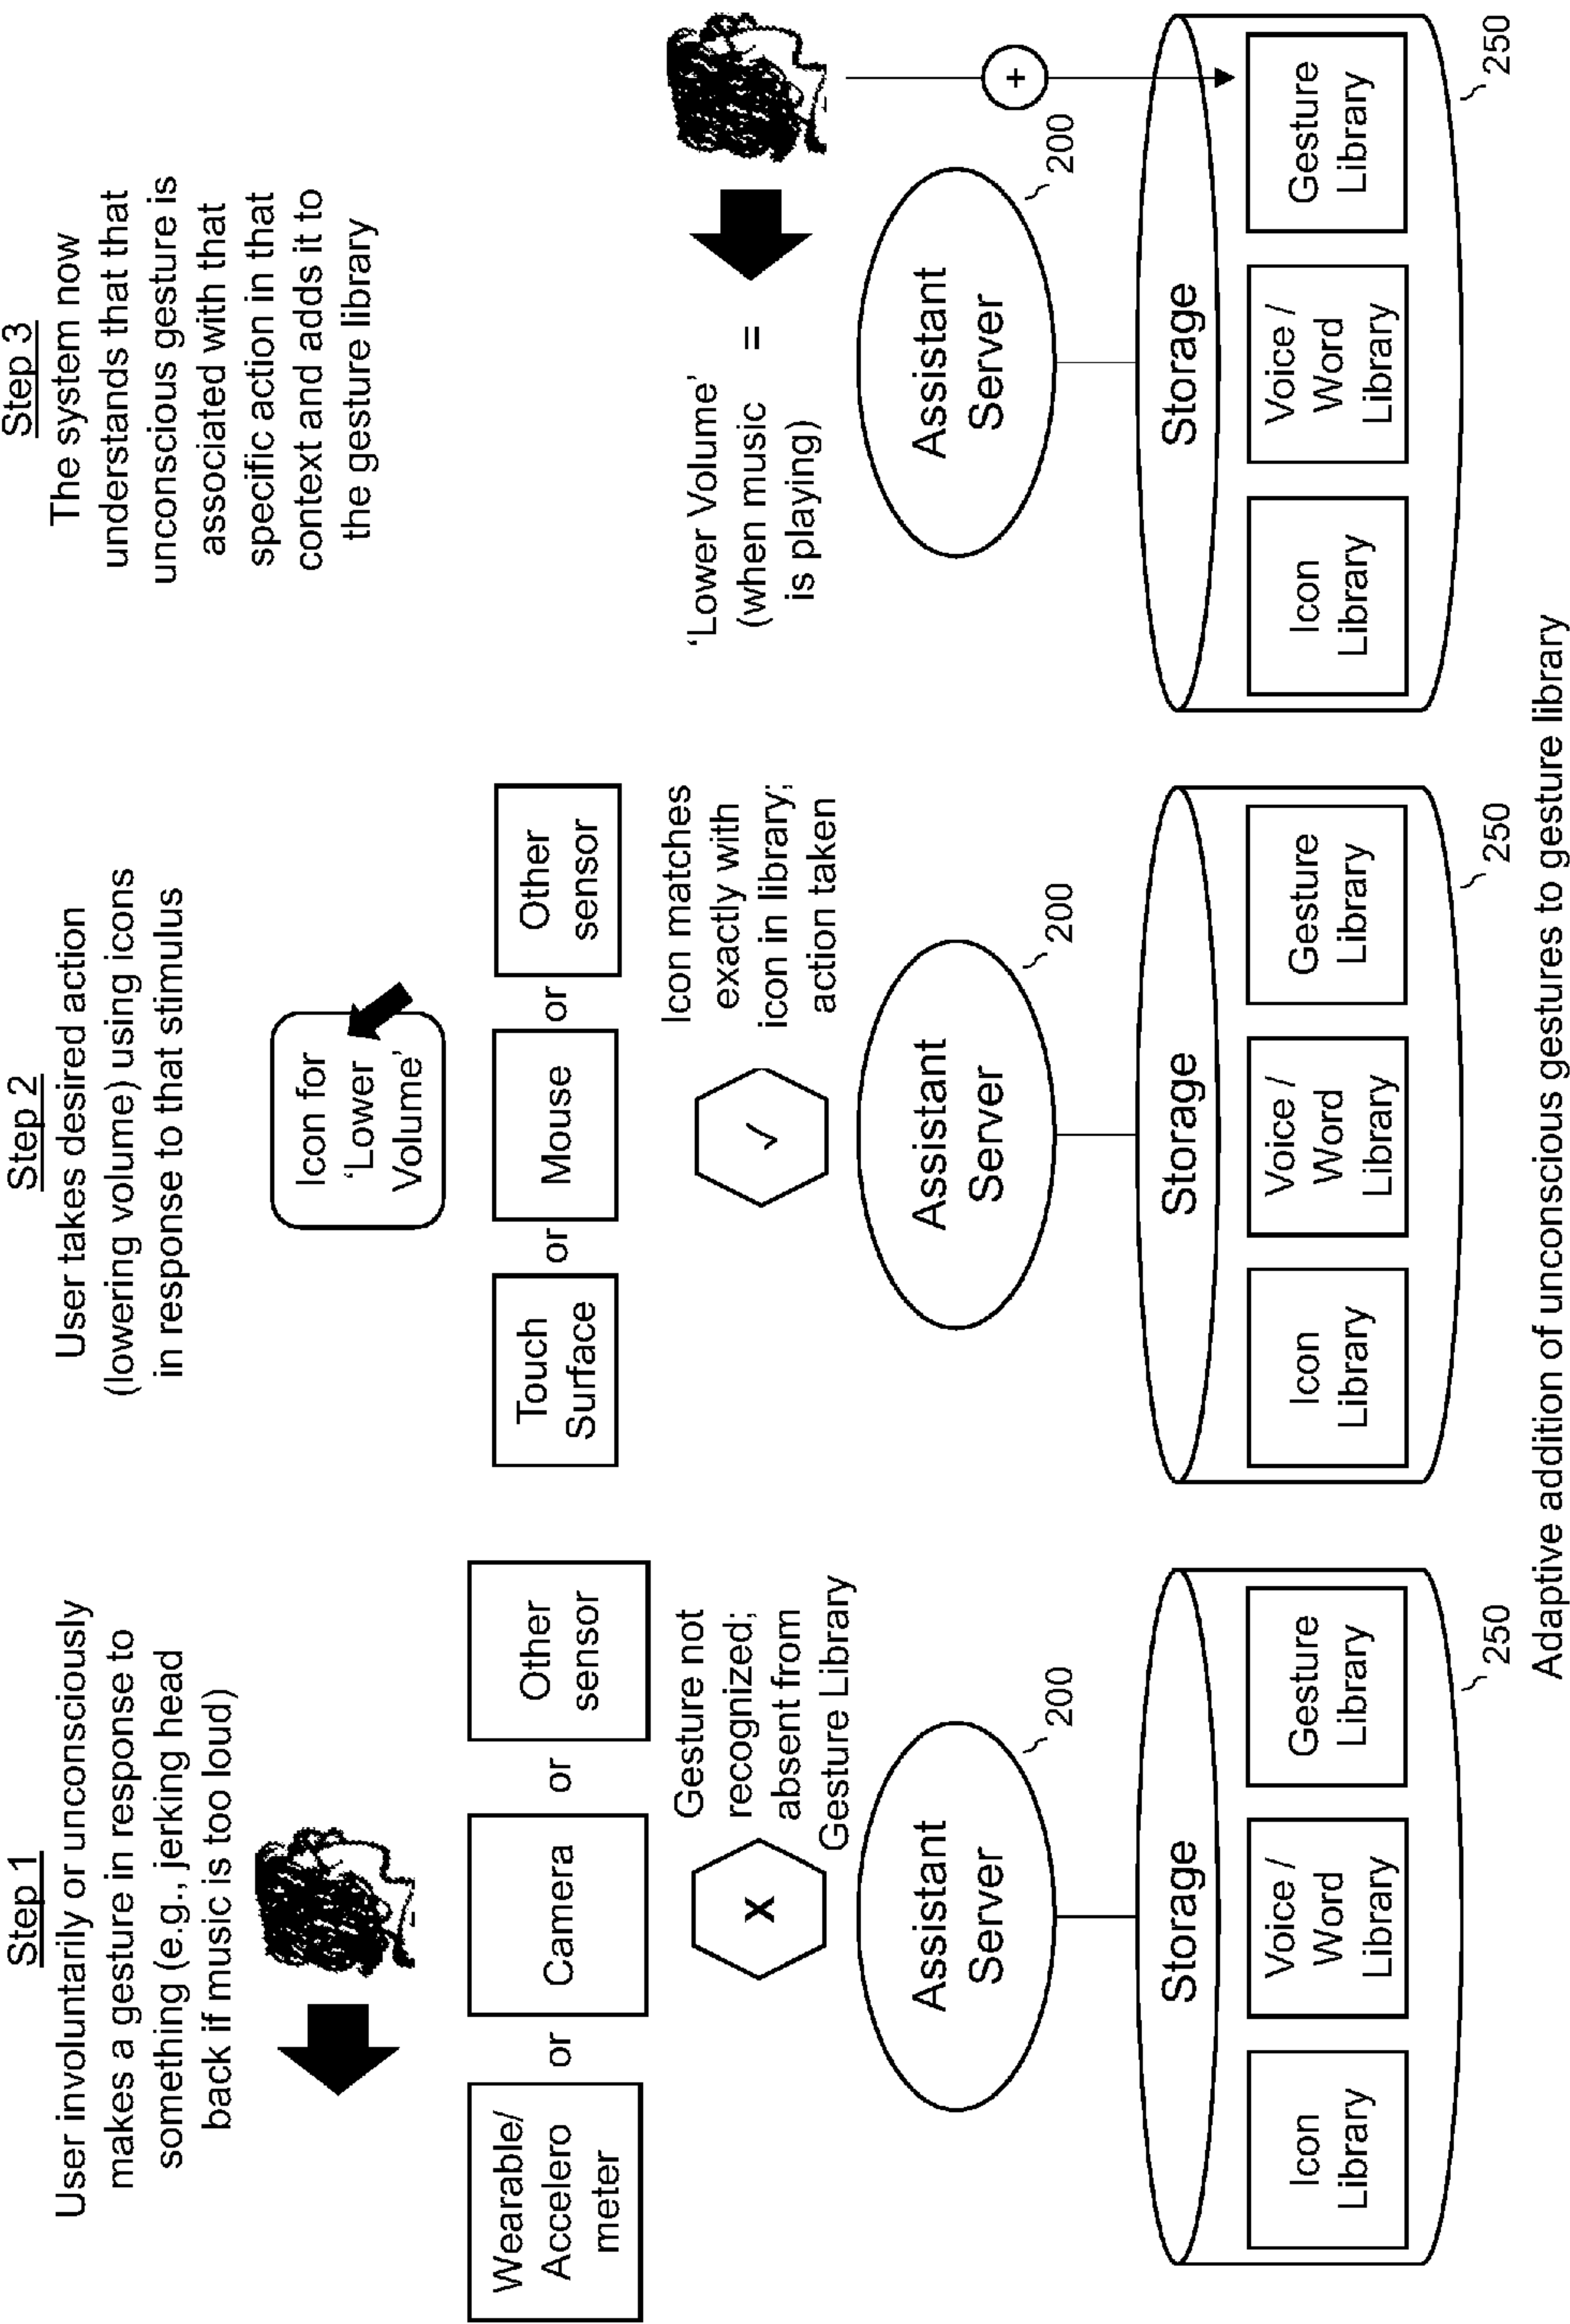 Step 1
User involuntarily or unconsciously
makes a gesture in response to
something (e.g., jerking head
back if music is too loud)
Wearable/
Accelero
meter
or
Camera
or
Other
sensor
X
Gesture not
recognized;
absent from
Gesture Library
Assistant
Server
200
Storage
Icon
Library
Voice /
Word
Library
Gesture
Library
250
Step 2
User takes desired action
(lowering volume) using icons
in response to that stimulus
Icon for
‘Lower
Volume’
Touch
Surface
or
Mouse
or
Other
sensor
✓
Icon matches
exactly with
icon in library;
action taken
Assistant
Server
200
Storage
Icon
Library
Voice /
Word
Library
Gesture
Library
250
Step 3
The system now
understands that that
unconscious gesture is
associated with that
specific action in that
context and adds it to
the gesture library
‘Lower Volume’
(when music =
is playing)
+
Assistant
Server
200
Storage
Icon
Library
Voice /
Word
Library
Gesture
Library
250
Adaptive addition of unconscious gestures to gesture library